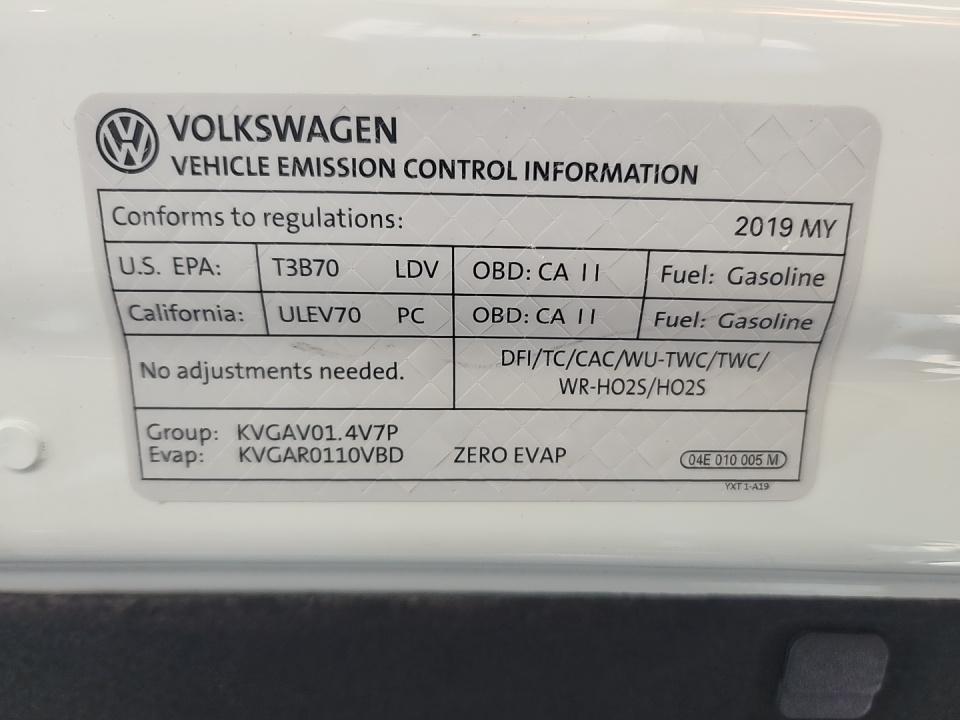 VOLKSWAGEN
VEHICLE EMISSION CONTROL INFORMATION
Conforms to regulations: 2019 MY
U.S. EPA: T3B70 LDV OBD: CA II Fuel: Gasoline
California: ULEV70 PC OBD: CA II Fuel: Gasoline
No adjustments needed.
DFI/TC/CAC/WU-TWC/TWC/
WR-HO2S/HO2S
Group: KVGAV01.4V7P
Evap: KVGAR0110VBD ZERO EVAP 04E 010 005 M
YXT 1-A19